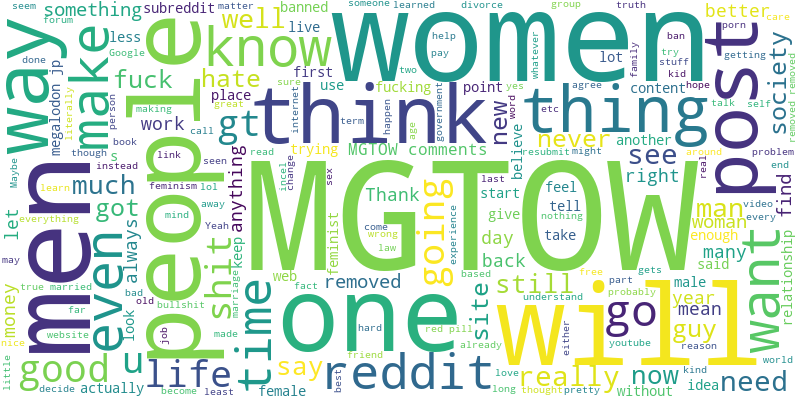 MGTOW
women
will
people
men
think
one
thing
post
way
know
want
reddit
time
life
make
even
good
u
going
go
shit
gt
see
need
now
really
say
still
site
guy
man
woman
much
got
fuck
hate
well
work
new
never
right
society
better
find
something
subreddit
banned
live
less
Google
seem
forum
done
place
first
use
point
fucking
trying
MGTOW comments
believe
another
content
lot
anything
always
let
money
megalodon jp
literally
Maybe
though
s
instead
person
book
making
call
great
sure
link
seen
read
feminism
lol
learn
everything
mind
away
Yeah
Keep
change
incel
internet
term
happen
age
government
yes
word
etc
agree
matter
someone
learned
divorce
group
truth
help
pay
two
whatever
family
ban
try
stuff
kid
porn
care
getting
hope
talk
self
removed removed
around
real
problem
end
video
every
resubmit
might
last
start
feel
tell
nothing
give
take
day
back
Thank
come
wrong
law
experience
feminist
sex
web
removed
fact
marriage
based
free
gets
part
probably
understand
male
year
mean
many
said
enough
relationship
idea
without
reason
youtube
kind
world
either
love
long
thought
pretty
already
red pill
hard
friend
best
least
female
become
actually
decide
little
nice
website
far
true married
may
bad
old
look
bullshit
job
made